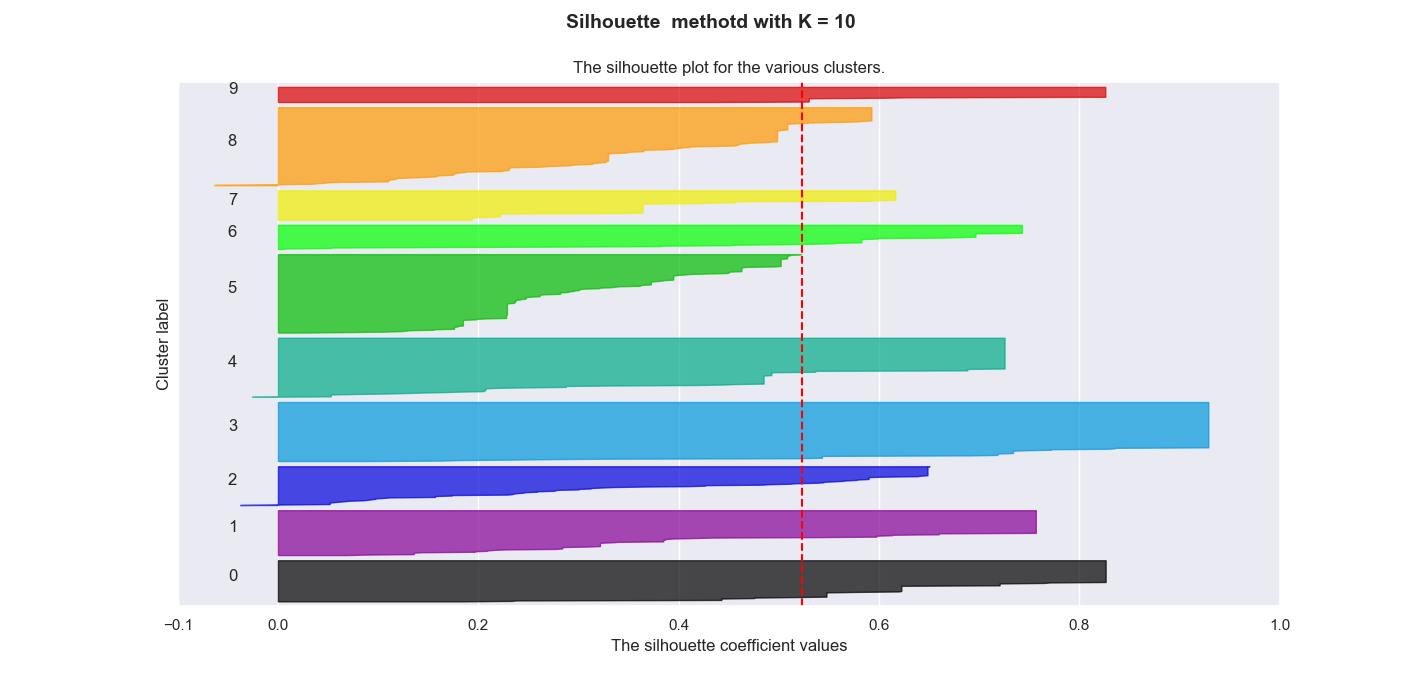 Silhouette  methotd with K = 10
The silhouette plot for the various clusters.
9
8
7
6
5
4
3
2
1
0
Cluster label
−0.1 0.0 0.2 0.4 0.6 0.8 1.0
The silhouette coefficient values